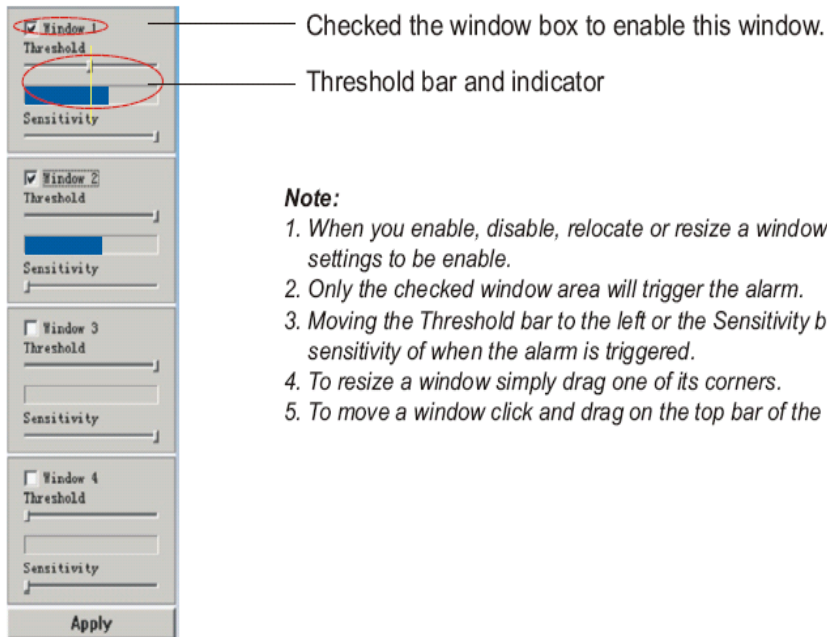 Window 1
Threshold
Sensitivity
Window 2
Threshold
Sensitivity
Window 3
Threshold
Sensitivity
Window 4
Threshold
Sensitivity
Apply
Checked the window box to enable this window.
Threshold bar and indicator
Note:
1. When you enable, disable, relocate or resize a window
settings to be enable.
2. Only the checked window area will trigger the alarm.
3. Moving the Threshold bar to the left or the Sensitivity b
sensitivity of when the alarm is triggered.
4. To resize a window simply drag one of its corners.
5. To move a window click and drag on the top bar of the